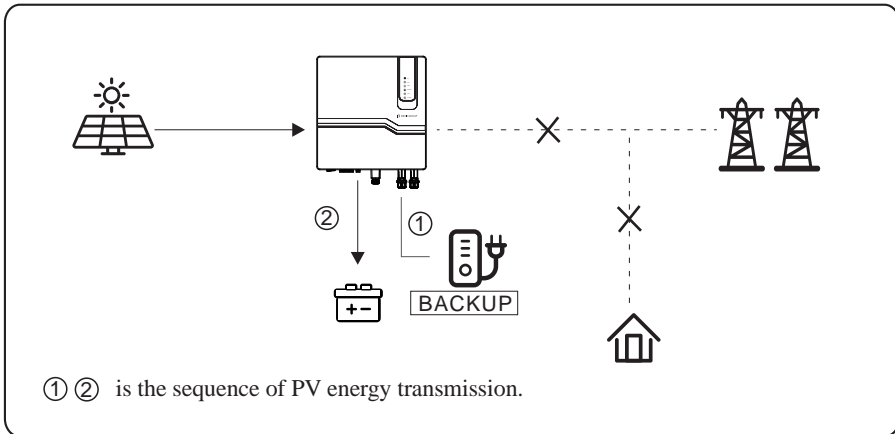 ②
①
BACKUP
① ② is the sequence of PV energy transmission.